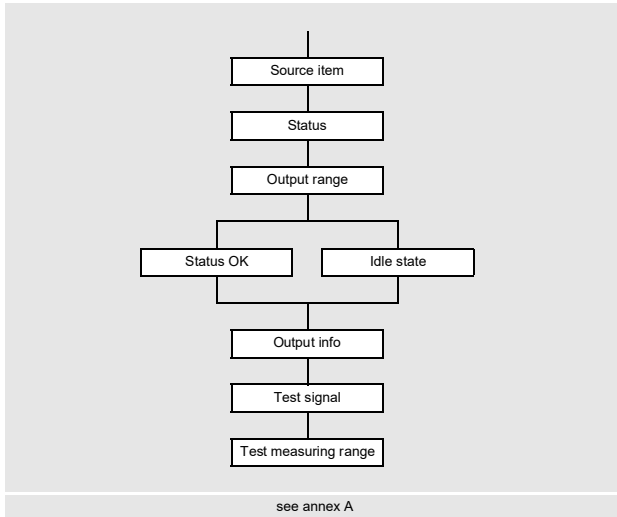 Source item
Status
Output range
Status OK
Idle state
Output info
Test signal
Test measuring range
see annex A